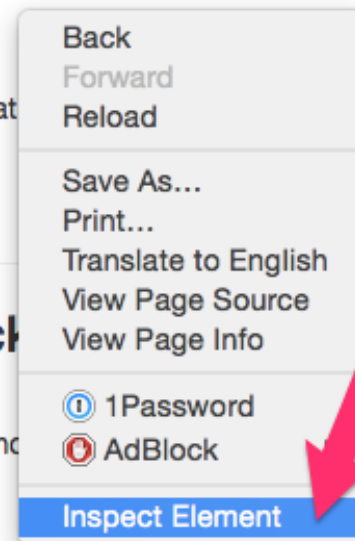 Back
Forward
at
Reload
Save As...
Print...
Translate to English
View Page Source
View Page Info
1Password
AdBlock
Inspect Element